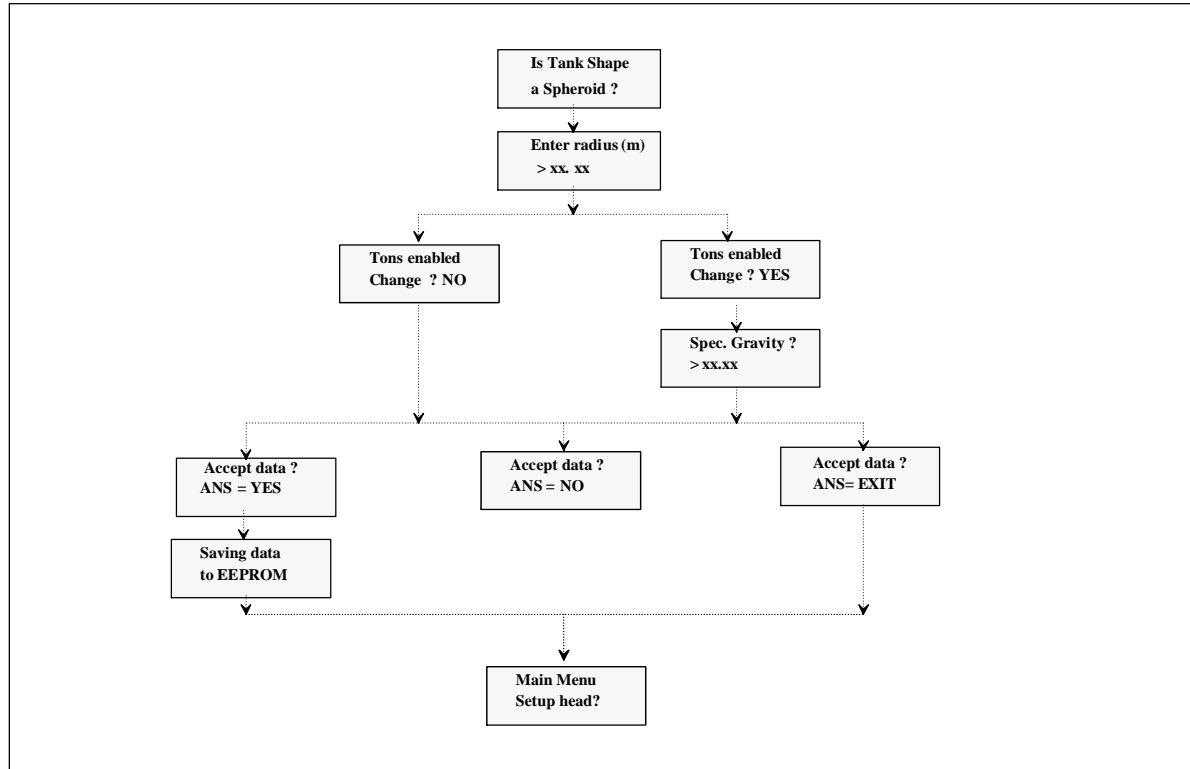 Is Tank Shape
a Spheroid ?
Enter radius (m)
> xx. xx
Tons enabled
Change ? NO
Tons enabled
Change ? YES
Spec. Gravity ?
> xx.xx
Accept data ?
ANS = YES
Accept data ?
ANS = NO
Accept data ?
ANS= EXIT
Saving data
to EEPROM
Main Menu
Setup head?